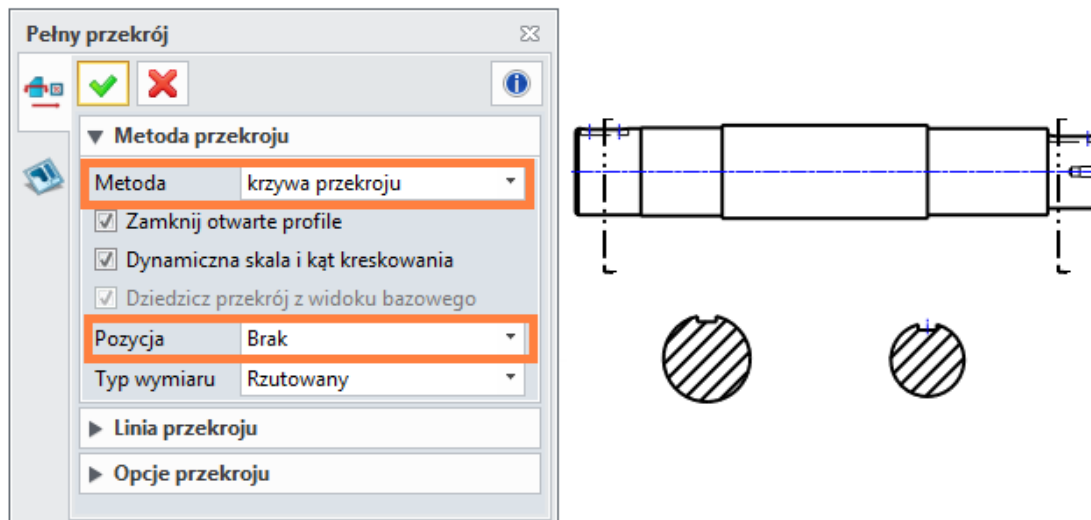 Pełny przekrój
Metoda przekroju
Metoda krzywa przekroju
Zamknij otwarte profile
Dynamiczna skala i kąt kreskowania
Dziedzicz przekrój z widoku bazowego
Pozycja Brak
Typ wymiaru Rzutowany
Linia przekroju
Opcje przekroju